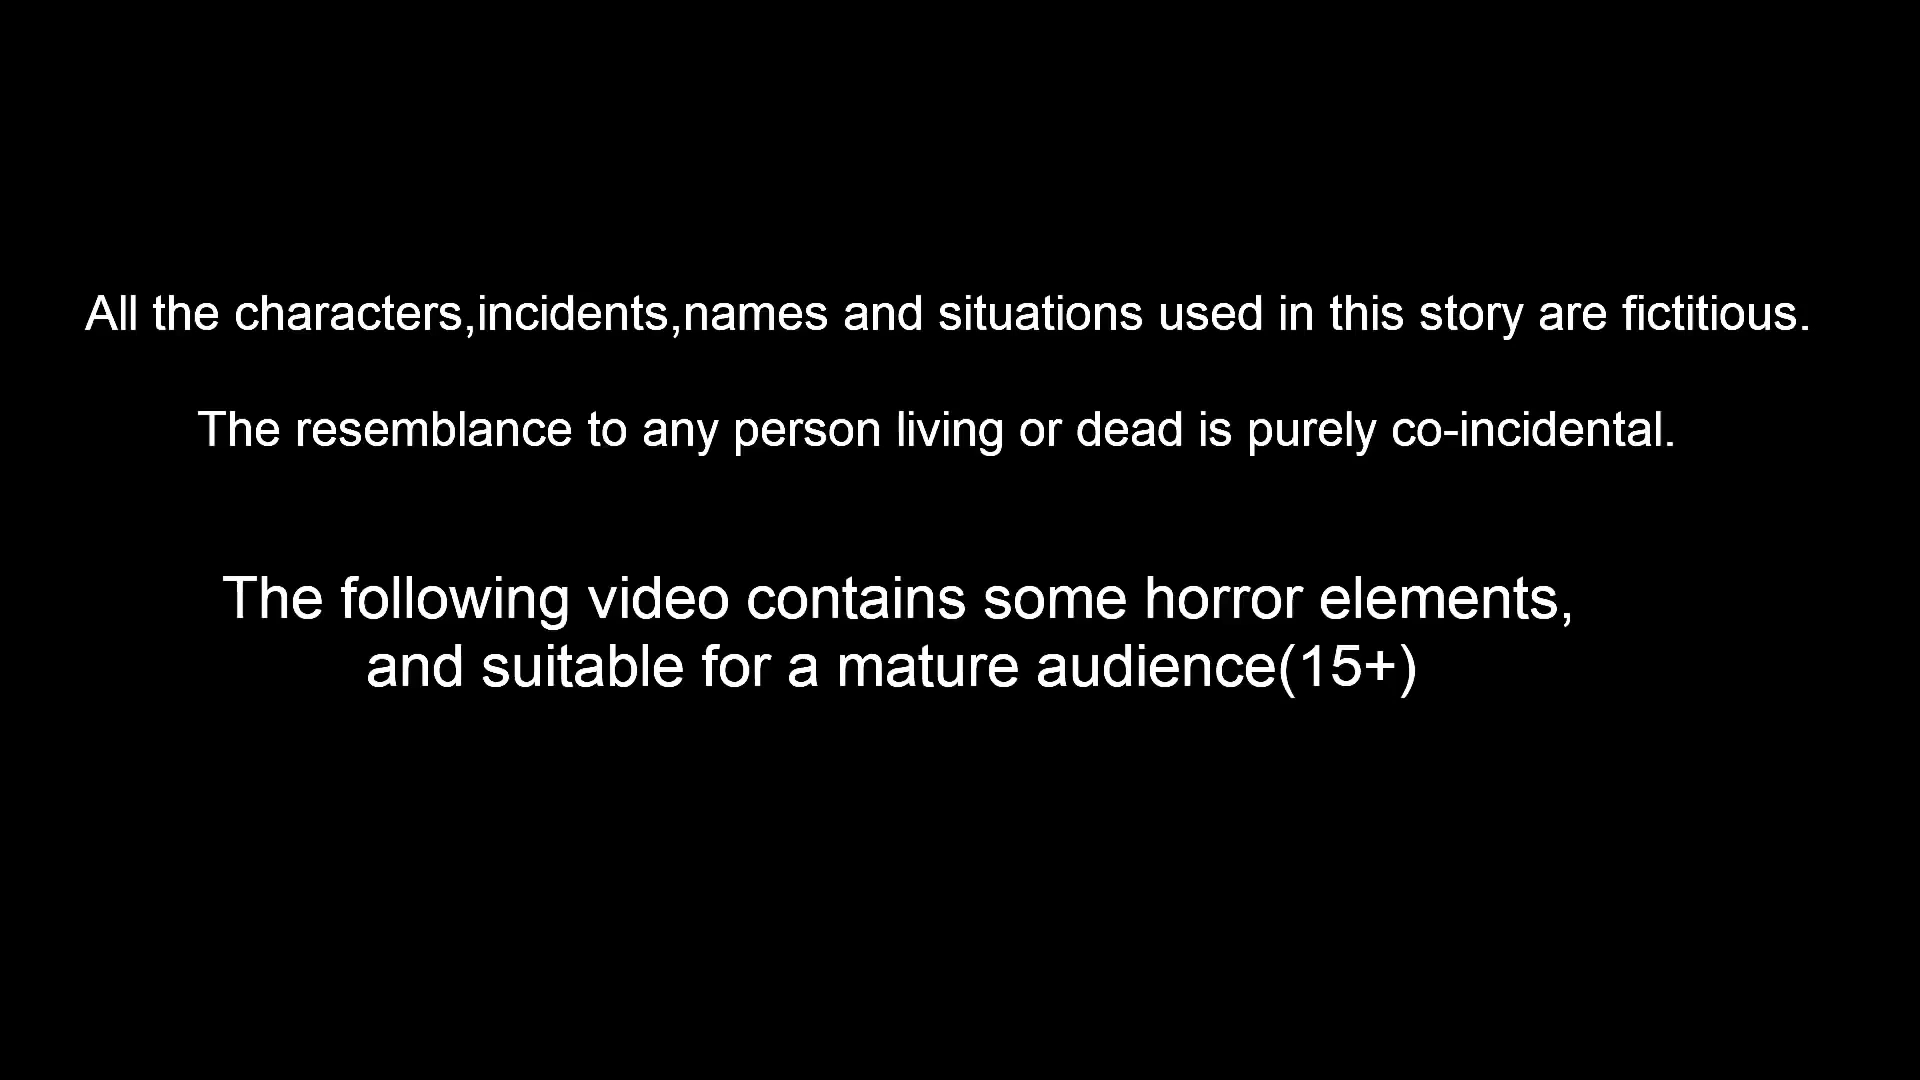 All the characters,incidents,names and situations used in this story are fictitious.
The resemblance to any person living or dead is purely co-incidental.
The following video contains some horror elements,
and suitable for a mature audience(15+)